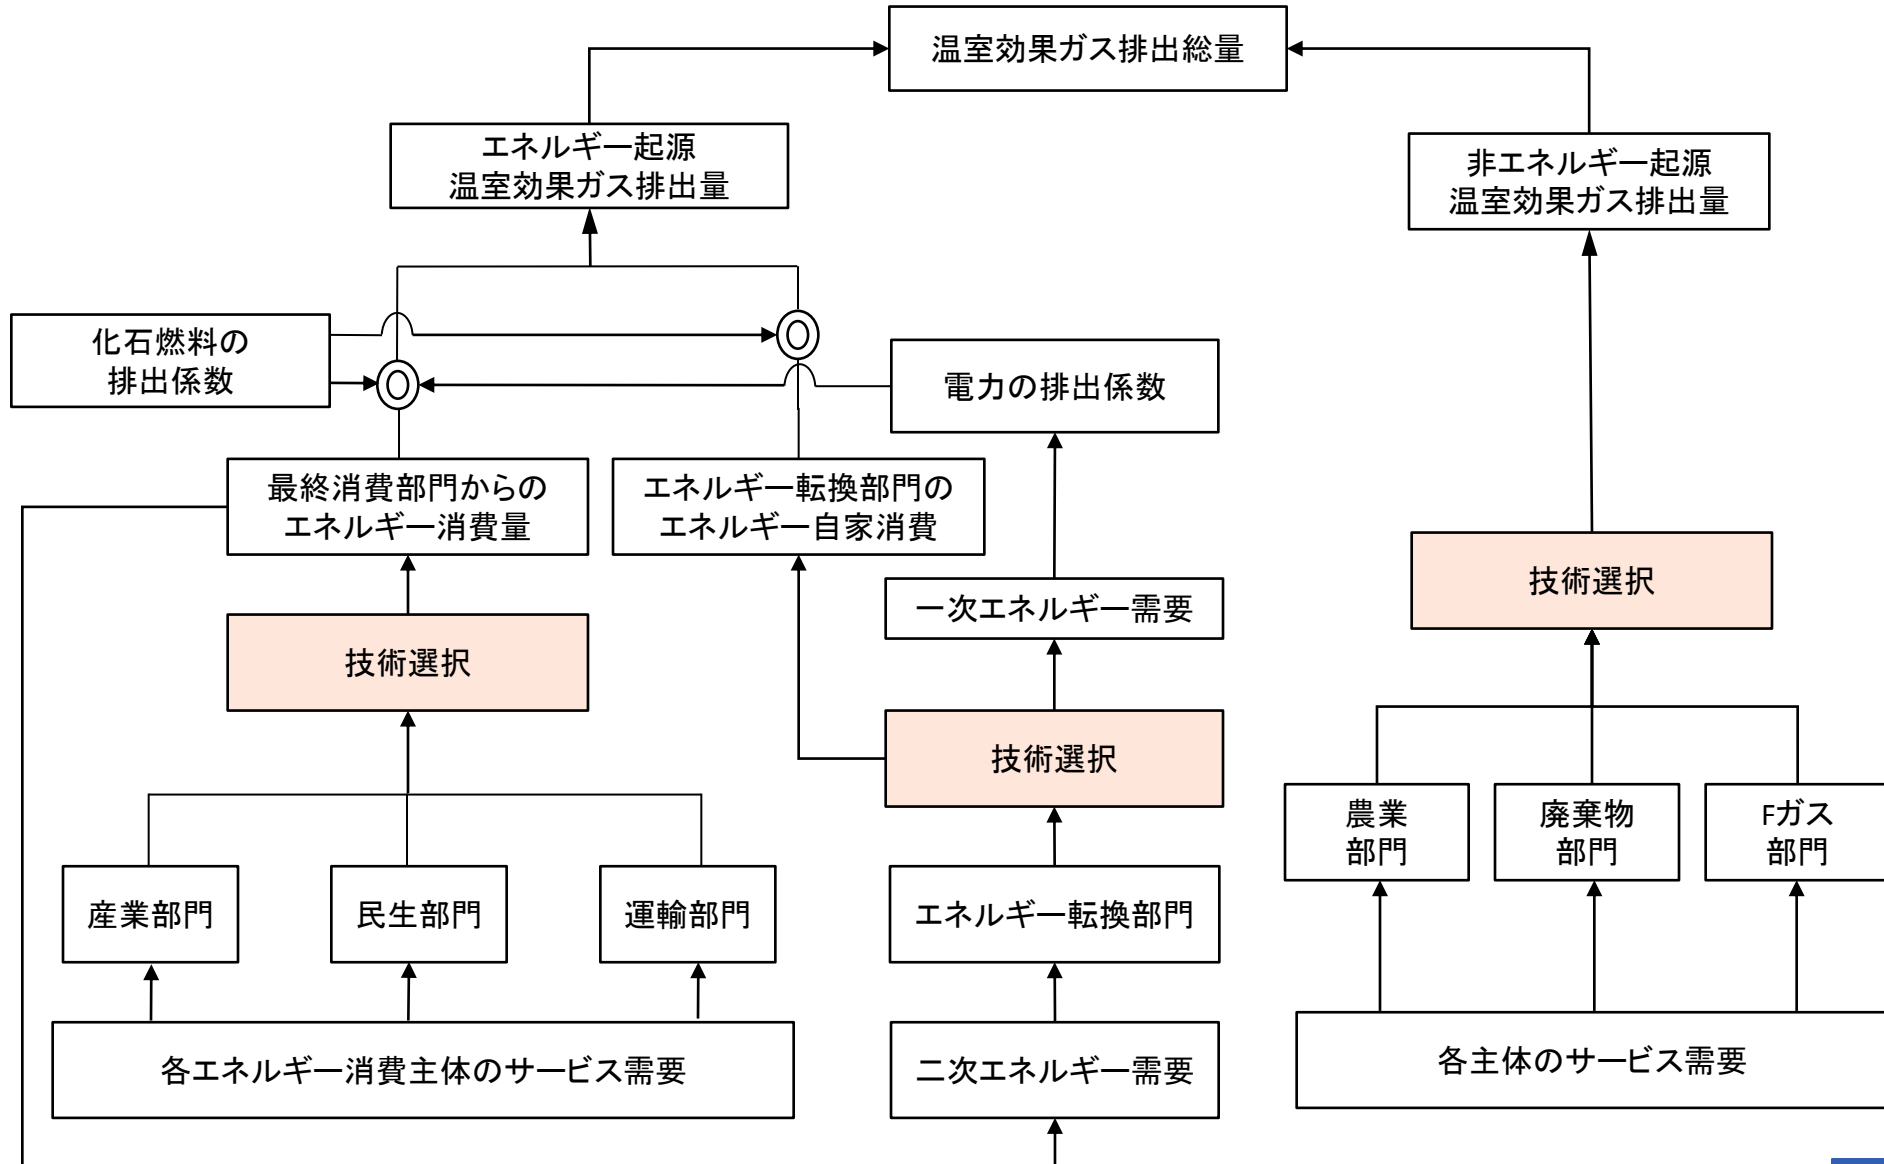 温室効果ガス排出総量
エネルギー起源
温室効果ガス排出量
非エネルギー起源
温室効果ガス排出量
化石燃料の
排出係数
電力の排出係数
最終消費部門からの
エネルギー消費量
エネルギー転換部門の
エネルギー自家消費
一次エネルギー需要
技術選択
技術選択
技術選択
農業
部門
廃棄物
部門
Fガス
部門
産業部門
民生部門
運輸部門
エネルギー転換部門
各エネルギー消費主体のサービス需要
二次エネルギー需要
各主体のサービス需要